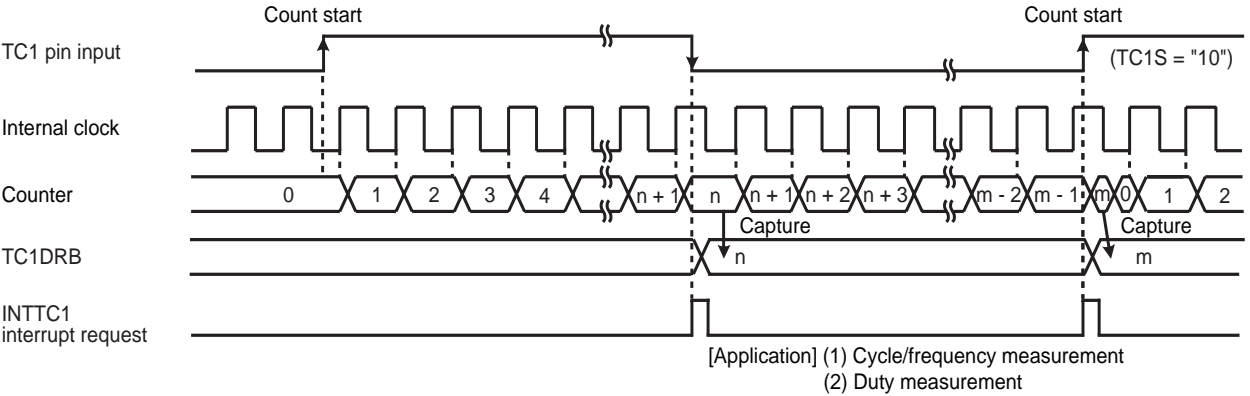 Count start Count start
TC1 pin input (TC1S = "10")
Internal clock
Counter 0 1 2 3 4 n + 1 n n + 1 n + 2 n + 3 m - 2 m - 1 m 0 1 2
Capture Capture
TC1DRB n m
INTTC1
interrupt request
[Application] (1) Cycle/frequency measurement
(2) Duty measurement